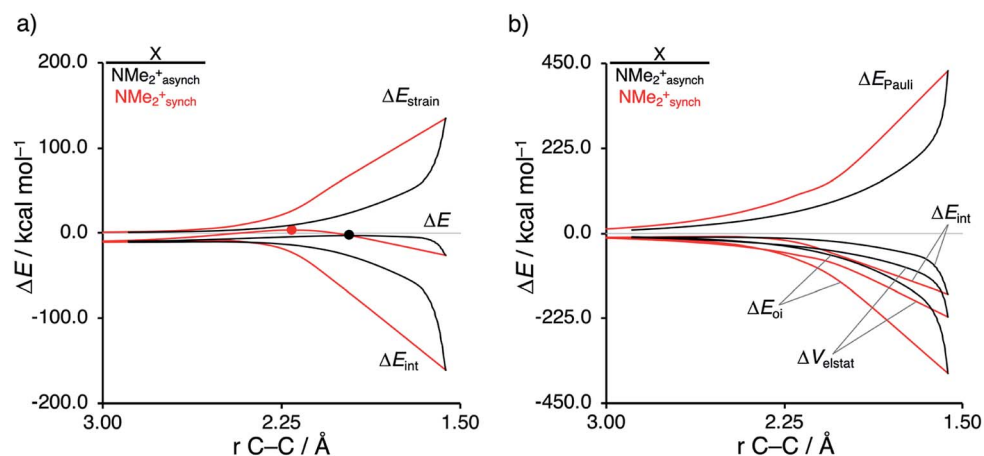 a)
X
NMe₂⁺asynch
NMe₂⁺synch
200.0
100.0
0.0
-100.0
-200.0
ΔE / kcal mol⁻¹
ΔEstrain
ΔE
ΔEint
3.00
2.25
1.50
r C–C / Å
b)
X
NMe₂⁺asynch
NMe₂⁺synch
450.0
225.0
0.0
-225.0
-450.0
ΔE / kcal mol⁻¹
ΔEPauli
ΔEint
ΔEoi
ΔVelstat
3.00
2.25
1.50
r C–C / Å